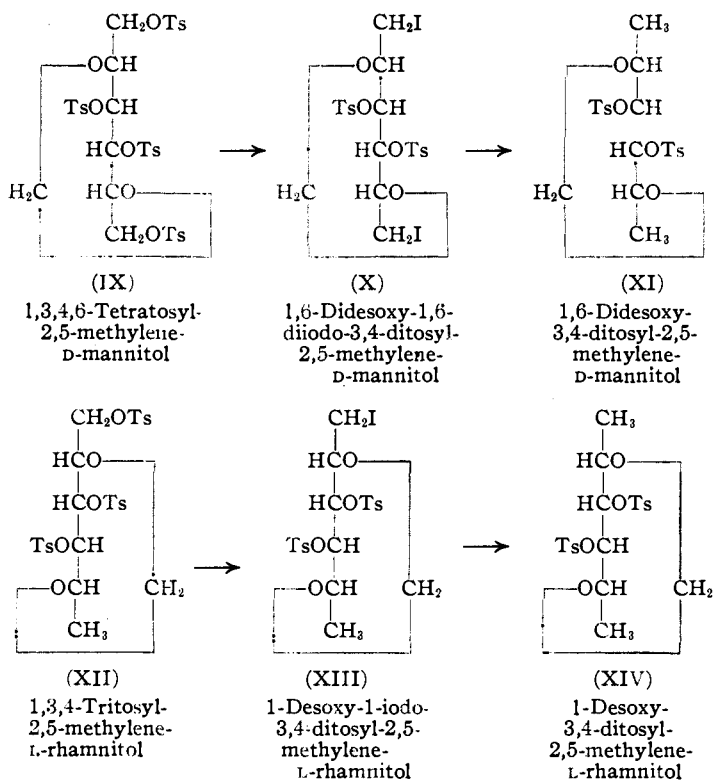 CH₂OTs CH₂I CH₃
OCH OCH OCH
TsOCH TsOCH TsOCH
HCOTs HCOTs HCOTs
H₂C HCO H₂C HCO H₂C HCO
CH₂OTs CH₂I CH₃
(IX) (X) (XI)
1,3,4,6-Tetratosyl- 1,6-Didesoxy-1,6- 1,6-Didesoxy-
2,5-methylene- diiodo-3,4-ditosyl- 3,4-ditosyl-2,5-
D-mannitol 2,5-methylene- methylene-
D-mannitol D-mannitol
CH₂OTs CH₂I CH₃
HCO HCO HCO
HCOTs HCOTs HCOTs
TsOCH TsOCH TsOCH
OCH CH₂ OCH CH₂ OCH CH₂
CH₃ CH₃ CH₃
(XII) (XIII) (XIV)
1,3,4-Tritosyl- 1-Desoxy-1-iodo- 1-Desoxy-
2,5-methylene- 3,4-ditosyl-2,5- 3,4-ditosyl-
L-rhamnitol methylene- 2,5-methylene-
L-rhamnitol L-rhamnitol